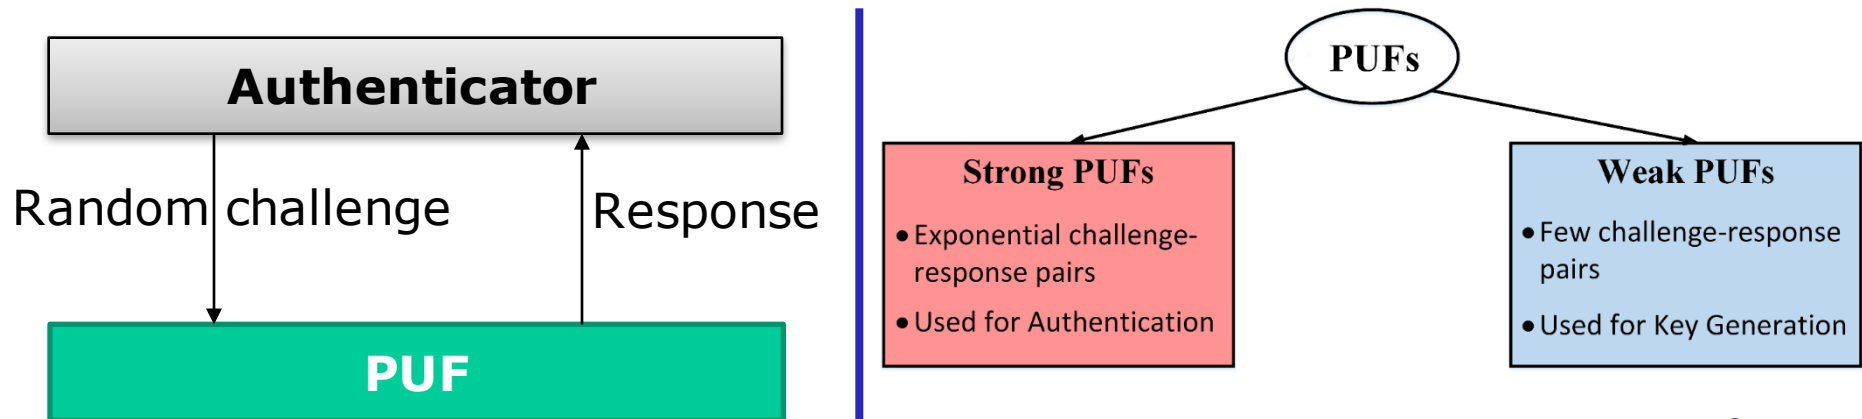 Authenticator
Random challenge
Response
PUF
PUFs
Strong PUFs
• Exponential challenge-
response pairs
• Used for Authentication
Weak PUFs
• Few challenge-response
pairs
• Used for Key Generation